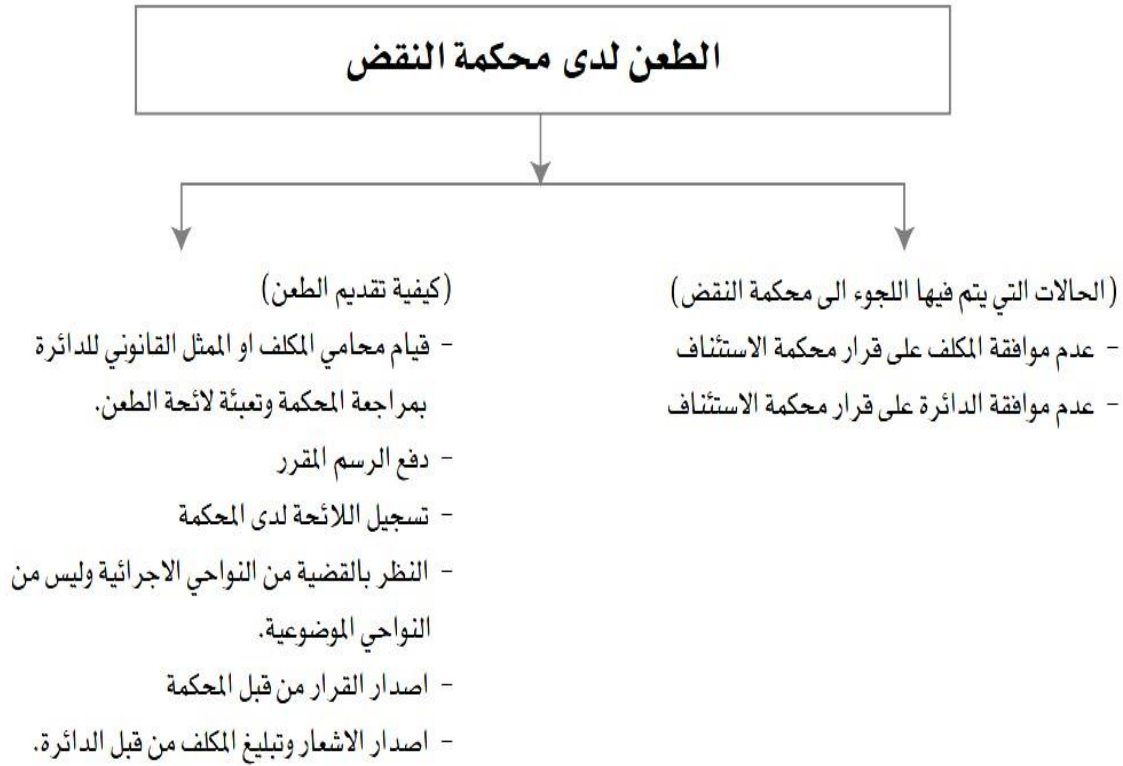 الطعن لدى محكمة النقض
(الحالات التي يتم فيها اللجوء الى محكمة النقض)
- عدم موافقة المكلف على قرار محكمة الاستئناف
- عدم موافقة الدائرة على قرار محكمة الاستئناف
(كيفية تقديم الطعن)
- قيام محامي المكلف او الممثل القانوني للدائرة
بمراجعة المحكمة وتعبئة لائحة الطعن.
- دفع الرسم المقرر
- تسجيل اللائحة لدى المحكمة
- النظر بالقضية من النواحي الاجرائية وليس من
النواحي الموضوعية.
- اصدار القرار من قبل المحكمة
- اصدار الاشعار وتبليغ المكلف من قبل الدائرة.